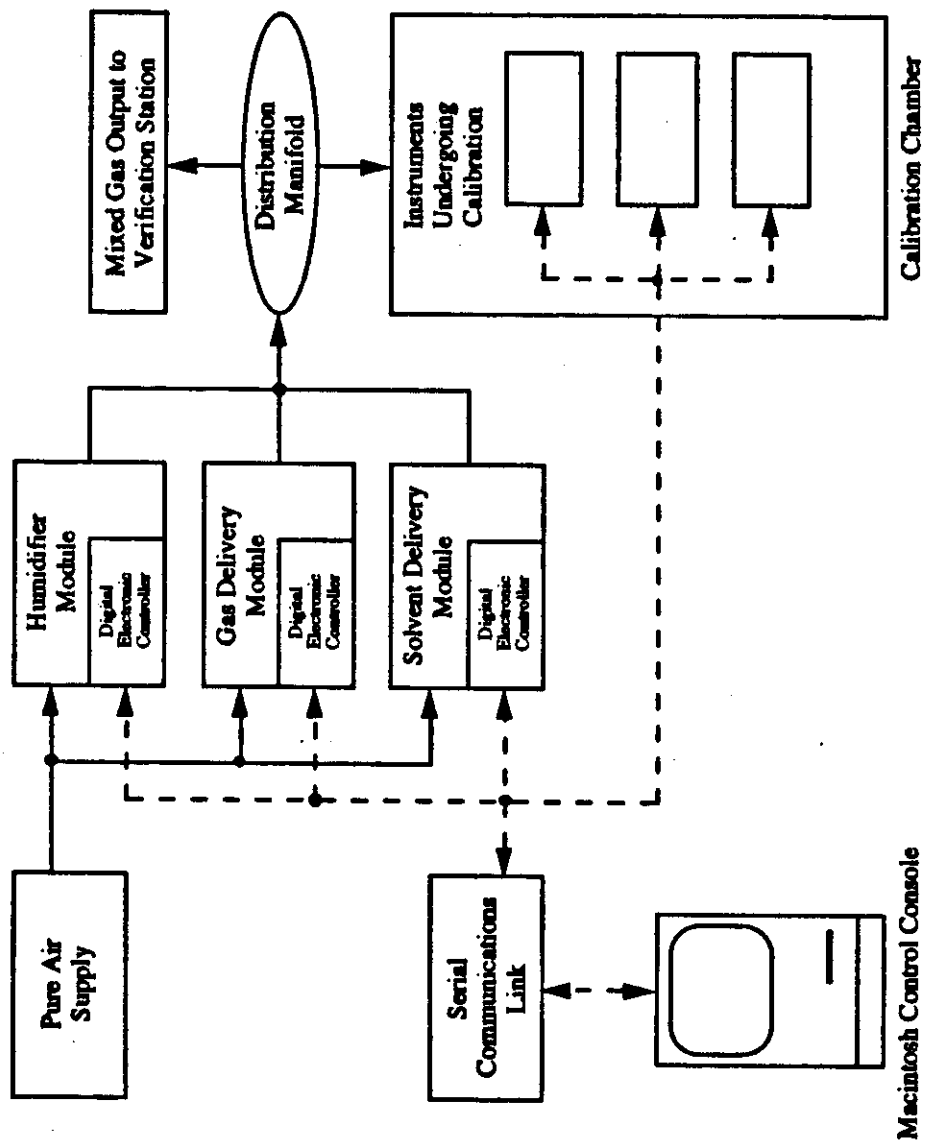 Pure Air
Supply
Humidifier
Module
Digital
Electronic
Controller
Gas Delivery
Module
Digital
Electronic
Controller
Solvent Delivery
Module
Digital
Electronic
Controller
Mixed Gas Output to
Verification Station
Distribution
Manifold
Instruments
Undergoing
Calibration
Calibration Chamber
Serial
Communications
Link
Macintosh Control Console